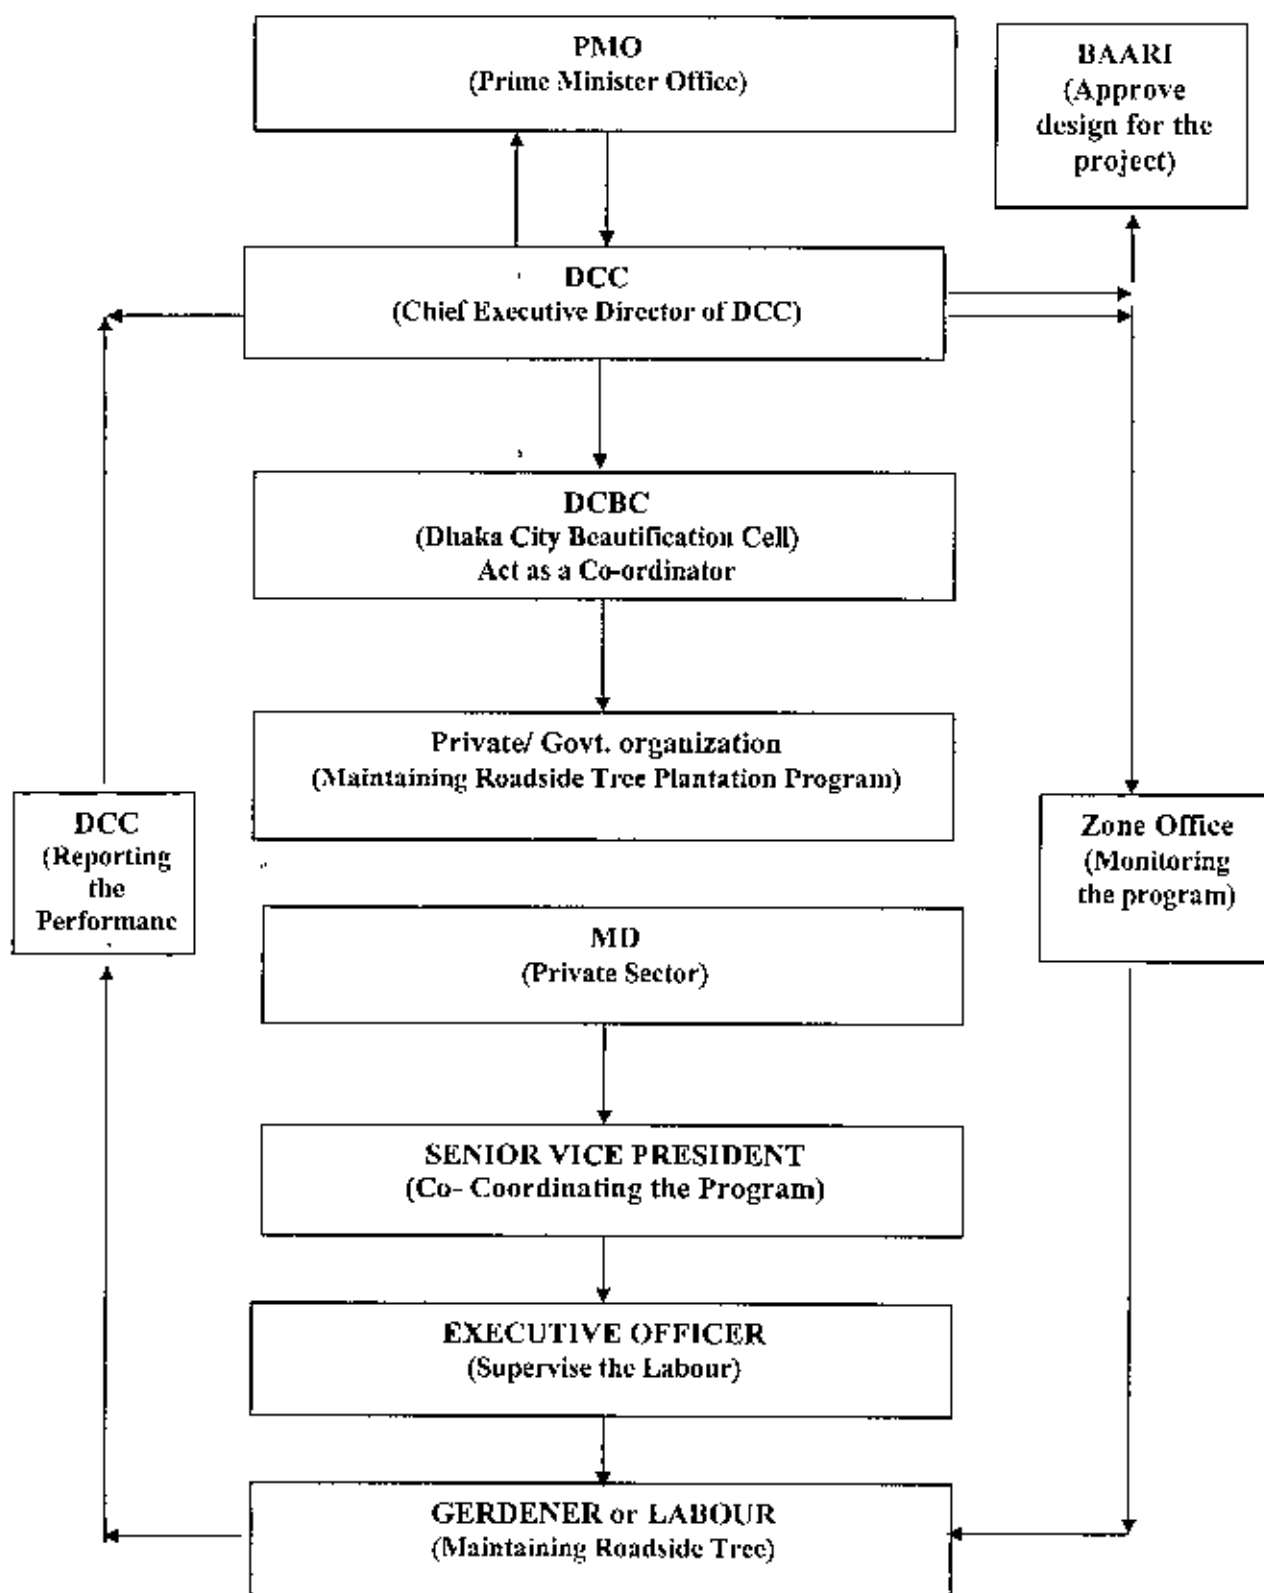 PMO
(Prime Minister Office)
BAARI
(Approve
design for the
project)
DCC
(Chief Executive Director of DCC)
DCBC
(Dhaka City Beautification Cell)
Act as a Co-ordinator
Private/ Govt. organization
(Maintaining Roadside Tree Plantation Program)
DCC
(Reporting
the
Performanc
Zone Office
(Monitoring
the program)
MD
(Private Sector)
SENIOR VICE PRESIDENT
(Co- Coordinating the Program)
EXECUTIVE OFFICER
(Supervise the Labour)
GERDENER or LABOUR
(Maintaining Roadside Tree)